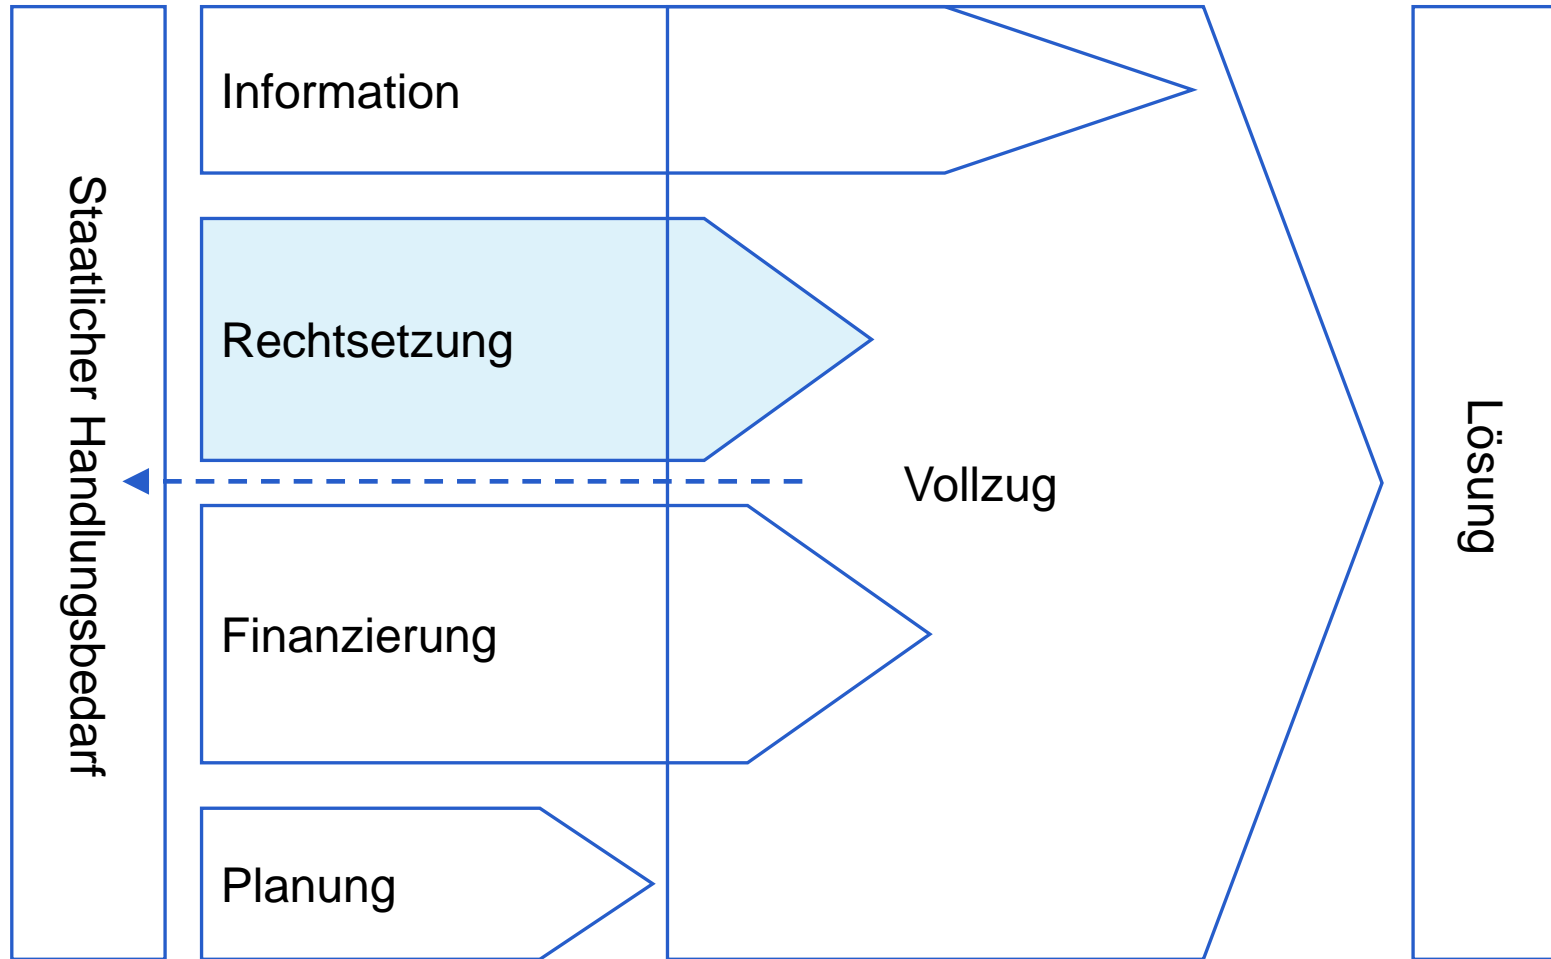 Staatlicher Handlungsbedarf
Information
Rechtsetzung
Vollzug
Finanzierung
Planung
Lösung